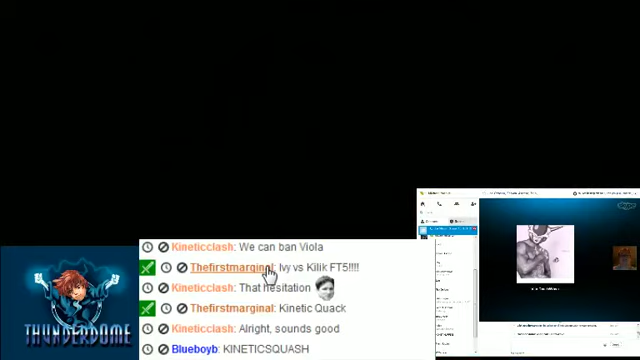 Kineticclash: We can ban Viola
Thefirstmarginal: Ivy vs Kilik FT5!!!!
Kineticclash: That hesitation
Thefirstmarginal: Kinetic Quack
Kineticclash: Alright, sounds good
Blueboyb: KINETICSQUASH
THUNDERDOME